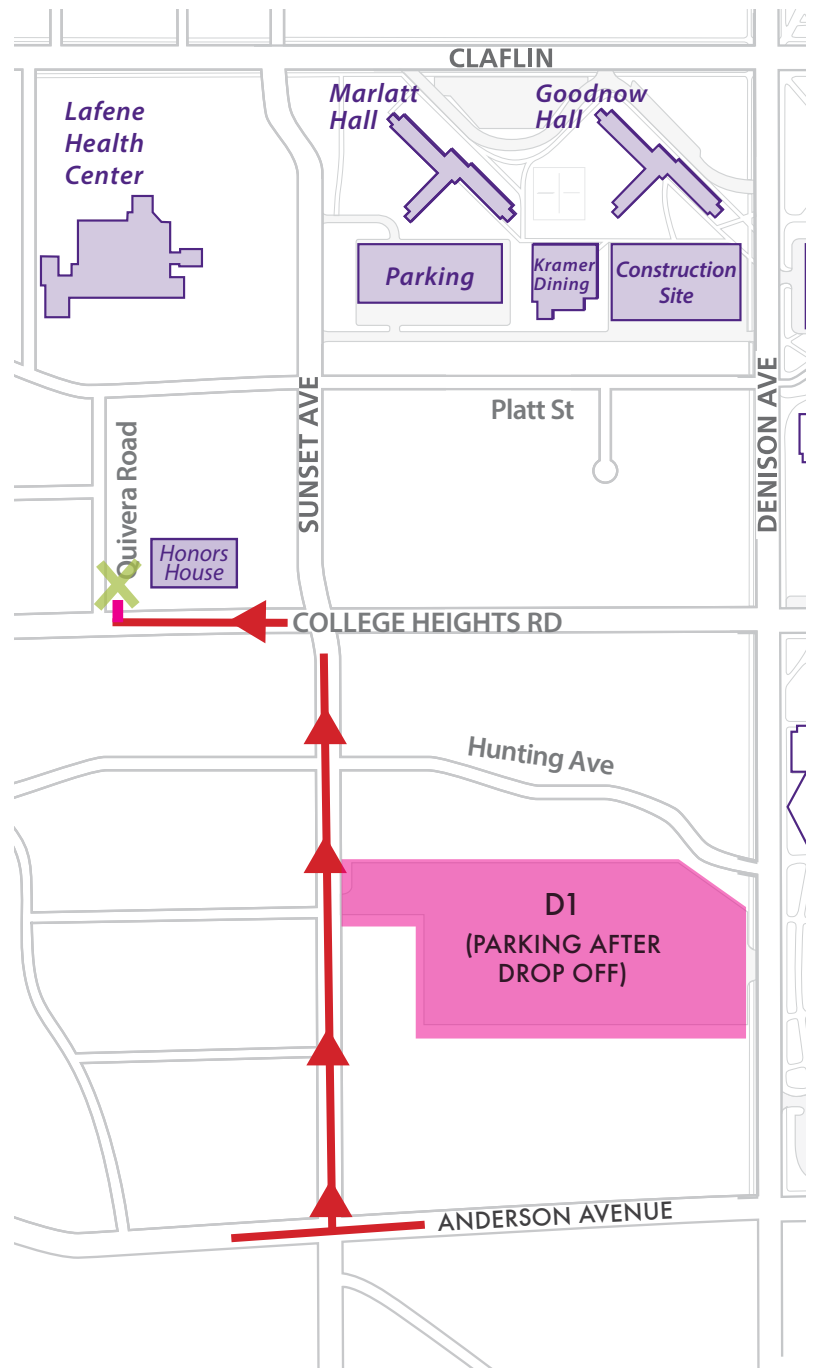 CLAFLIN
Lafene
Health
Center
Marlatt
Hall
Goodnow
Hall
Parking
Kramer
Dining
Construction
Site
Platt St
SUNSET AVE
DENISON AVE
Quivera Road
Honors
House
COLLEGE HEIGHTS RD
Hunting Ave
D1
(PARKING AFTER
DROP OFF)
ANDERSON AVENUE